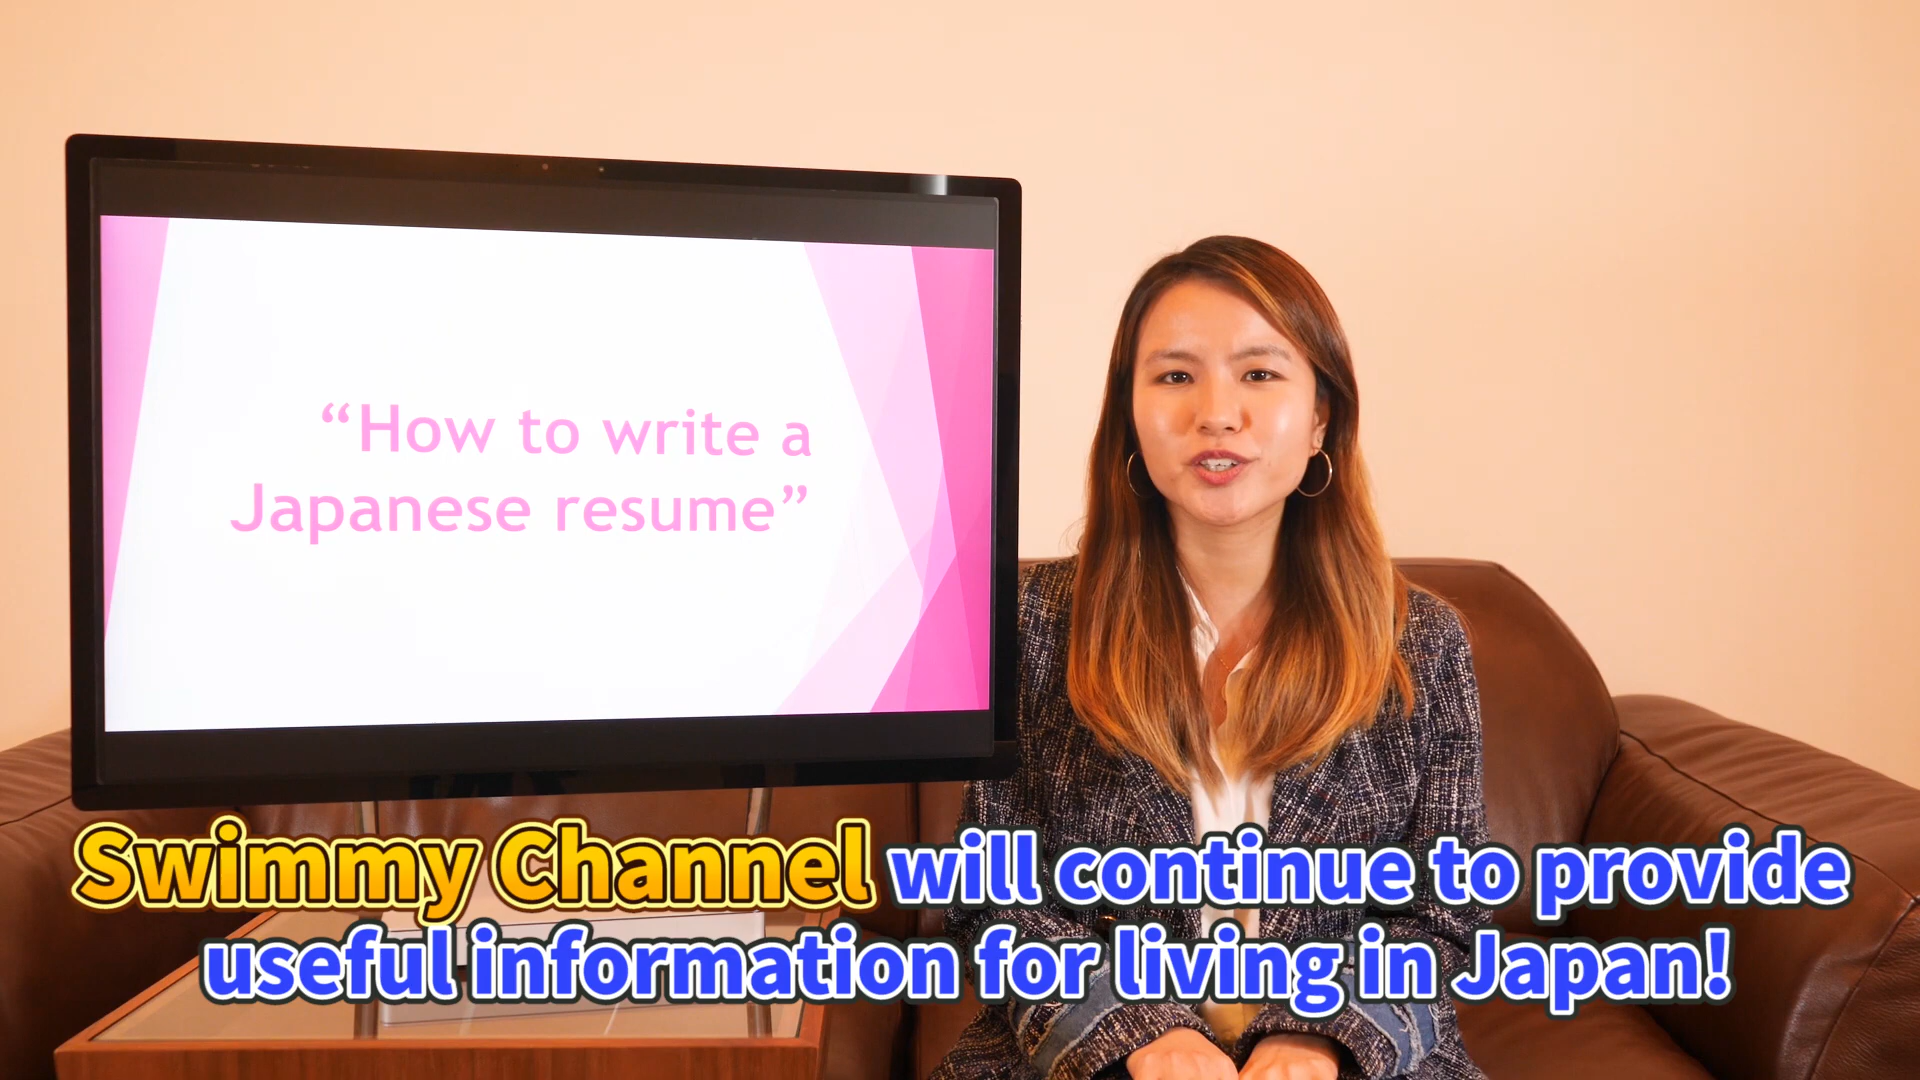 “How to write a
Japanese resume”
Swimmy Channel will continue to provide
useful information for living in Japan!